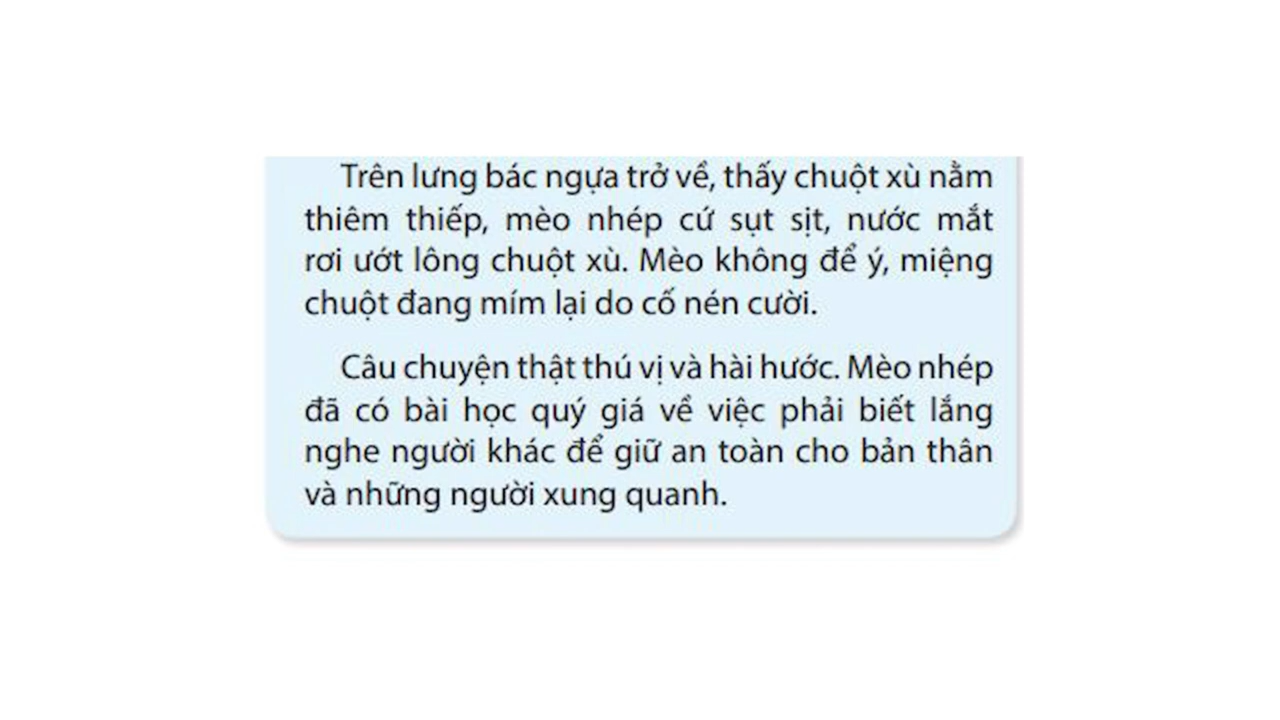 Trên lưng bác ngựa trở về, thấy chuột xù nằm
thiêm thiếp, mèo nhép cứ sụt sịt, nước mắt
rơi ướt lông chuột xù. Mèo không để ý, miệng
chuột đang mím lại do cố nén cười.
Câu chuyện thật thú vị và hài hước. Mèo nhép
đã có bài học quý giá về việc phải biết lắng
nghe người khác để giữ an toàn cho bản thân
và những người xung quanh.